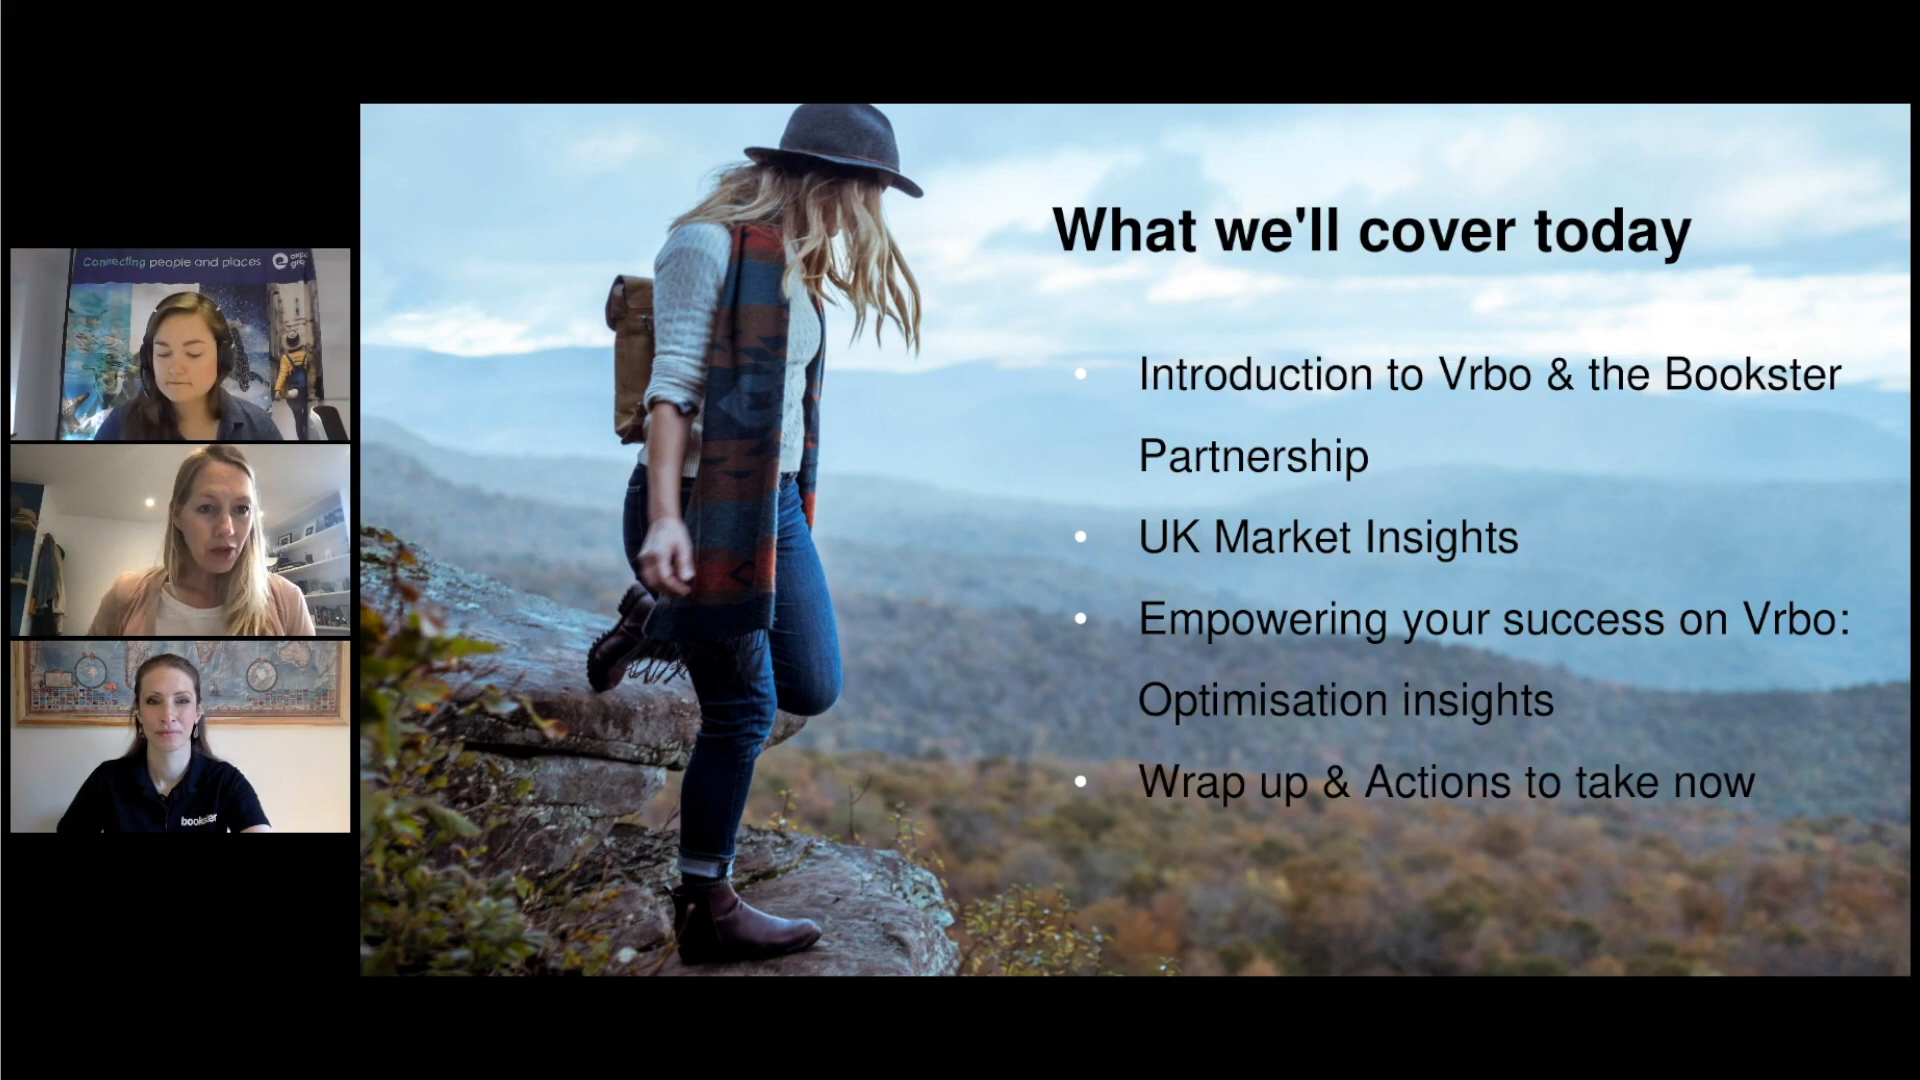 Connecting people and places
What we'll cover today
Introduction to Vrbo & the Bookster
Partnership
UK Market Insights
Empowering your success on Vrbo:
Optimisation insights
Wrap up & Actions to take now
bookster